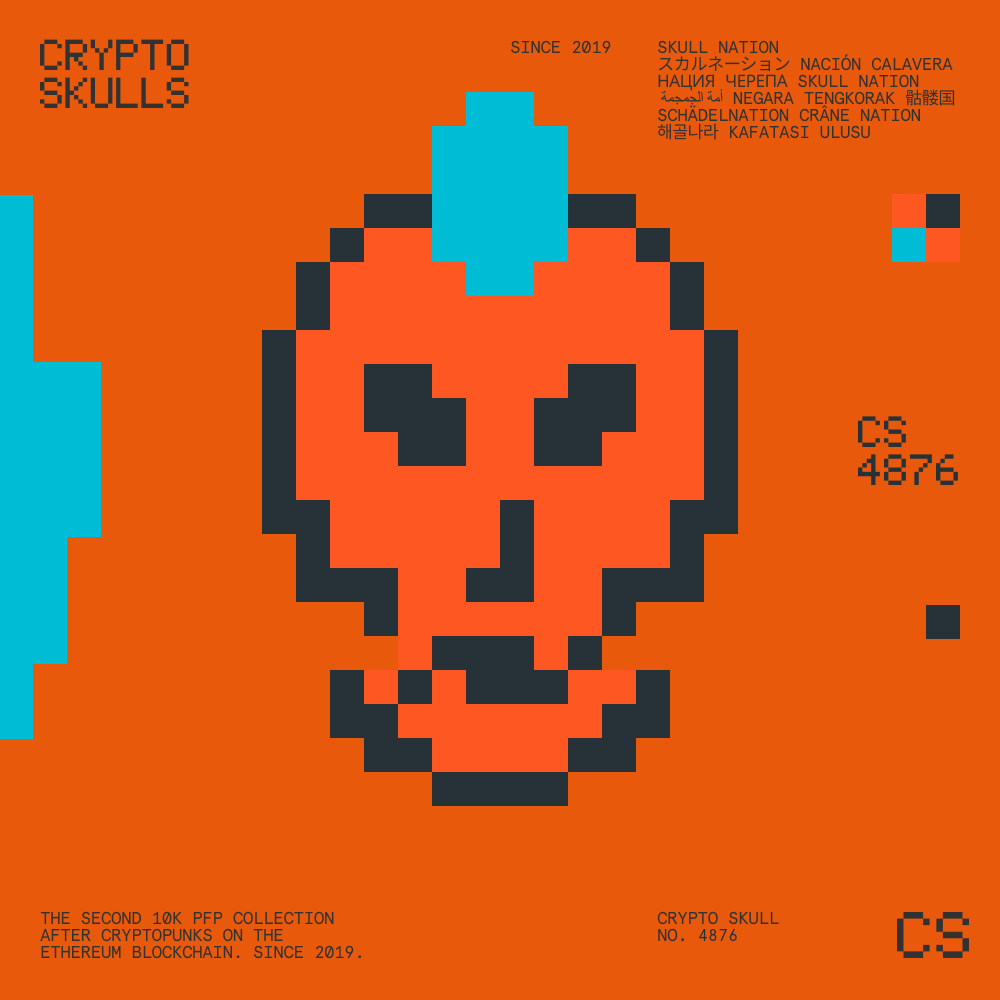 CRYPTO
SKULLS
SINCE 2019
SKULL NATION
スカルネーション NACIÓN CALAVERA
НАЦИЯ ЧЕРЕПА SKULL NATION
أمة الجمجمة NEGARA TENGKORAK 骷髅国
SCHÄDELNATION CRÂNE NATION
해골나라 KAFATASI ULUSU
CS
4876
THE SECOND 10K PFP COLLECTION
AFTER CRYPTOPUNKS ON THE
ETHEREUM BLOCKCHAIN. SINCE 2019.
CRYPTO SKULL
NO. 4876
CS